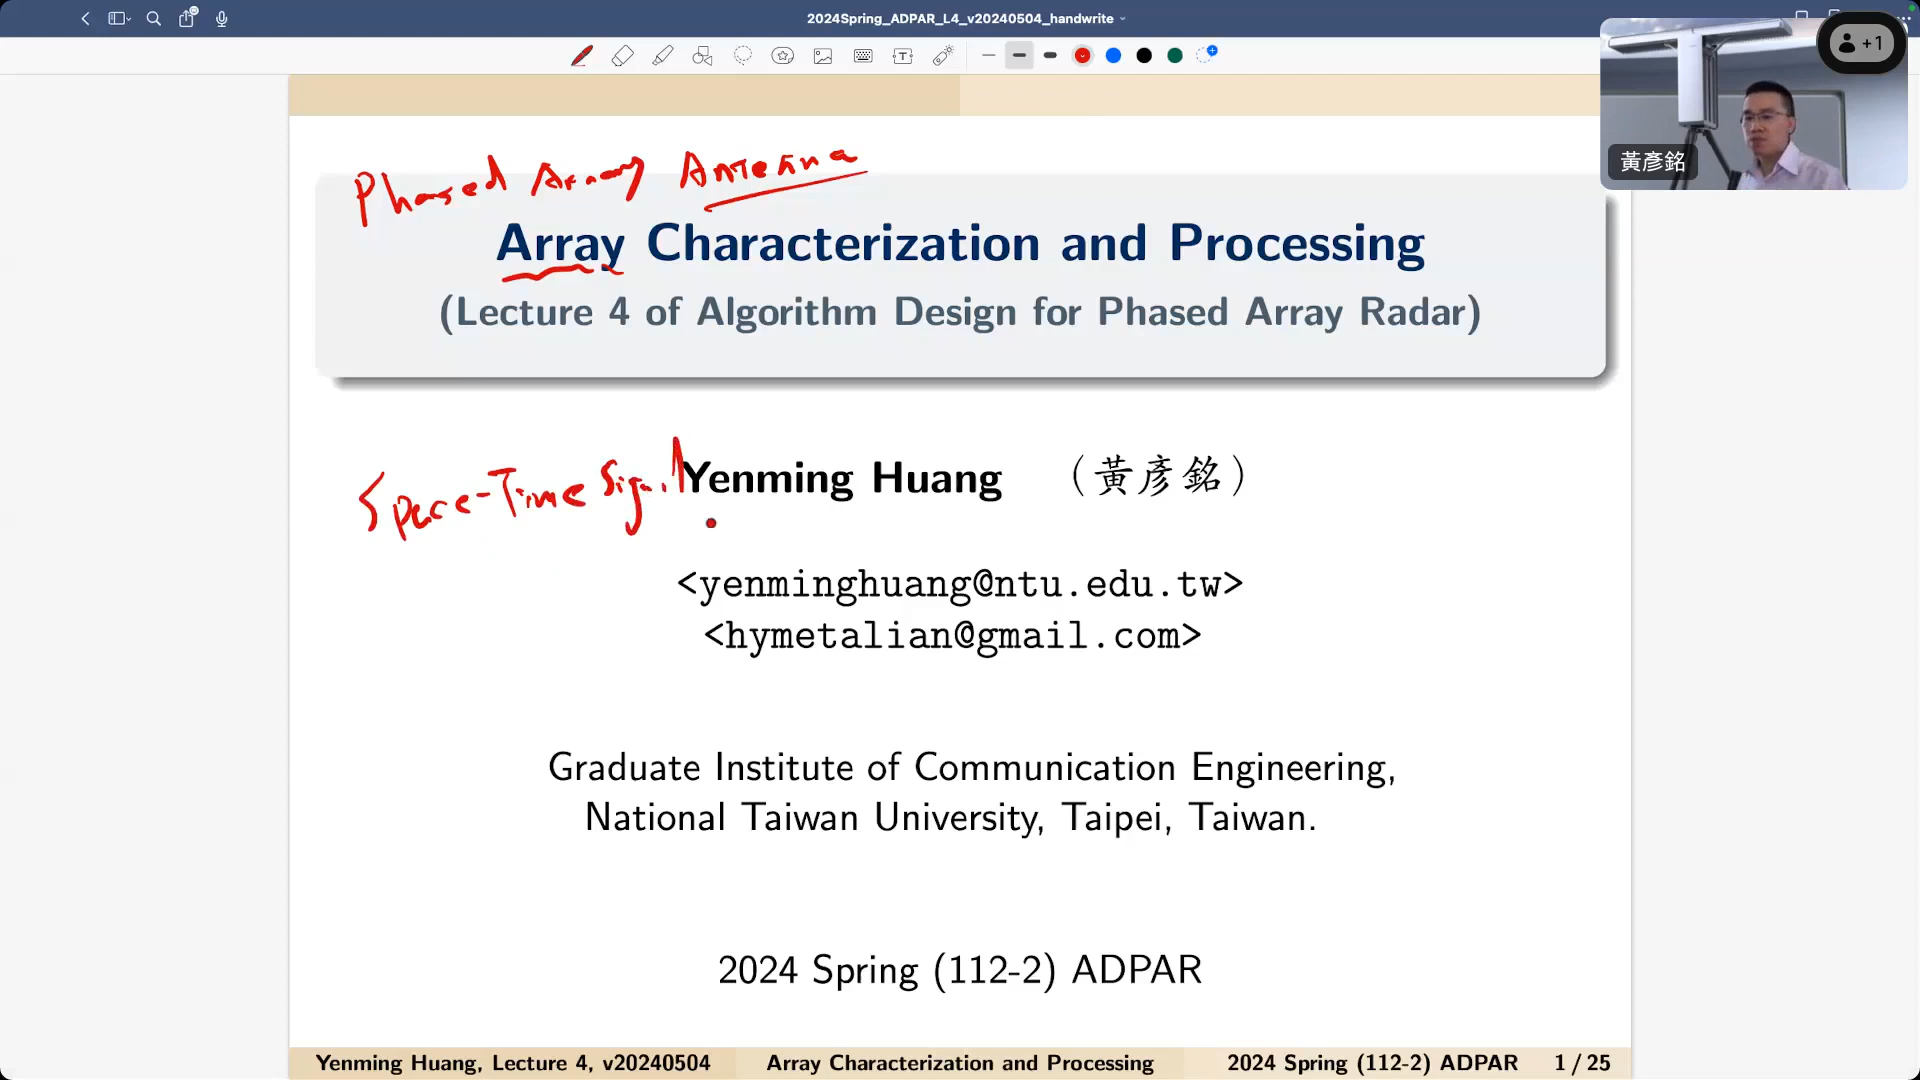 2024Spring_ADPAR_L4_v20240504_handwrite
+1
黃彥銘
Phased Array Antenna
Array Characterization and Processing
(Lecture 4 of Algorithm Design for Phased Array Radar)
Space-Time Signal
Yenming Huang （黃彥銘）
<yenminghuang@ntu.edu.tw>
<hymetalian@gmail.com>
Graduate Institute of Communication Engineering,
National Taiwan University, Taipei, Taiwan.
2024 Spring (112-2) ADPAR
Yenming Huang, Lecture 4, v20240504 Array Characterization and Processing 2024 Spring (112-2) ADPAR 1 / 25